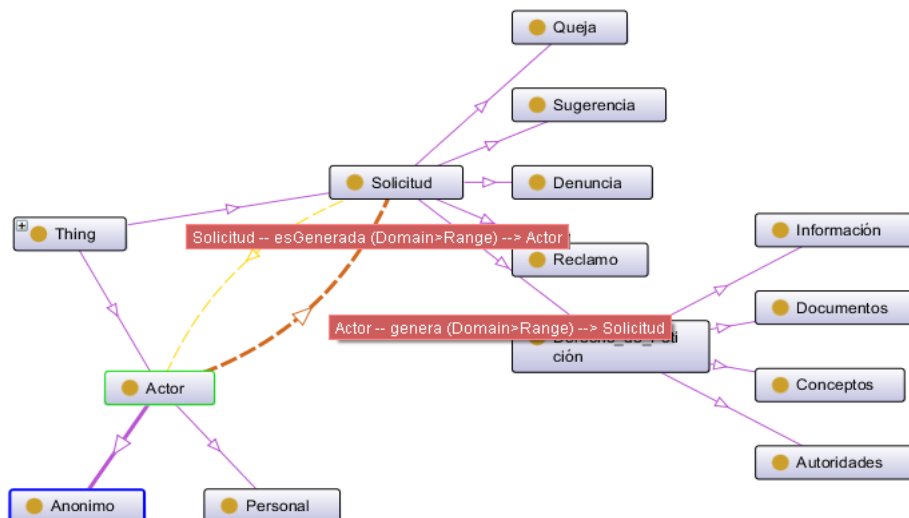 Queja
Sugerencia
Solicitud
Denuncia
Thing
Información
Solicitud -- esGenerada (Domain>Range) --> Actor
Reclamo
Documentos
Actor -- genera (Domain>Range) --> Solicitud
ción
Actor
Conceptos
Autoridades
Anonimo
Personal